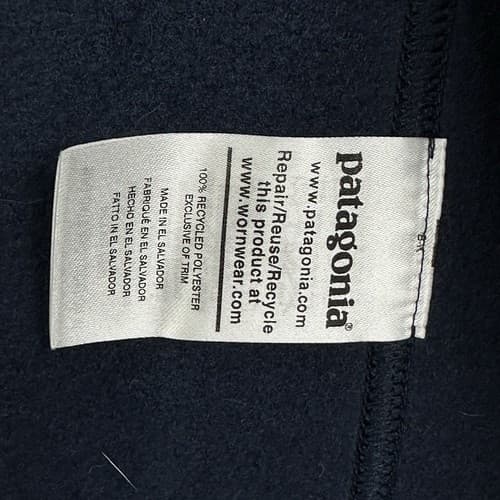 patagonia®
www.patagonia.com
Repair/Reuse/Recycle
this product at
www.wornwear.com
100% RECYCLED POLYESTER
EXCLUSIVE OF TRIM
MADE IN EL SALVADOR
FABRIQUÉ EN EL SALVADOR
HECHO EN EL SALVADOR
FATTO IN EL SALVADOR